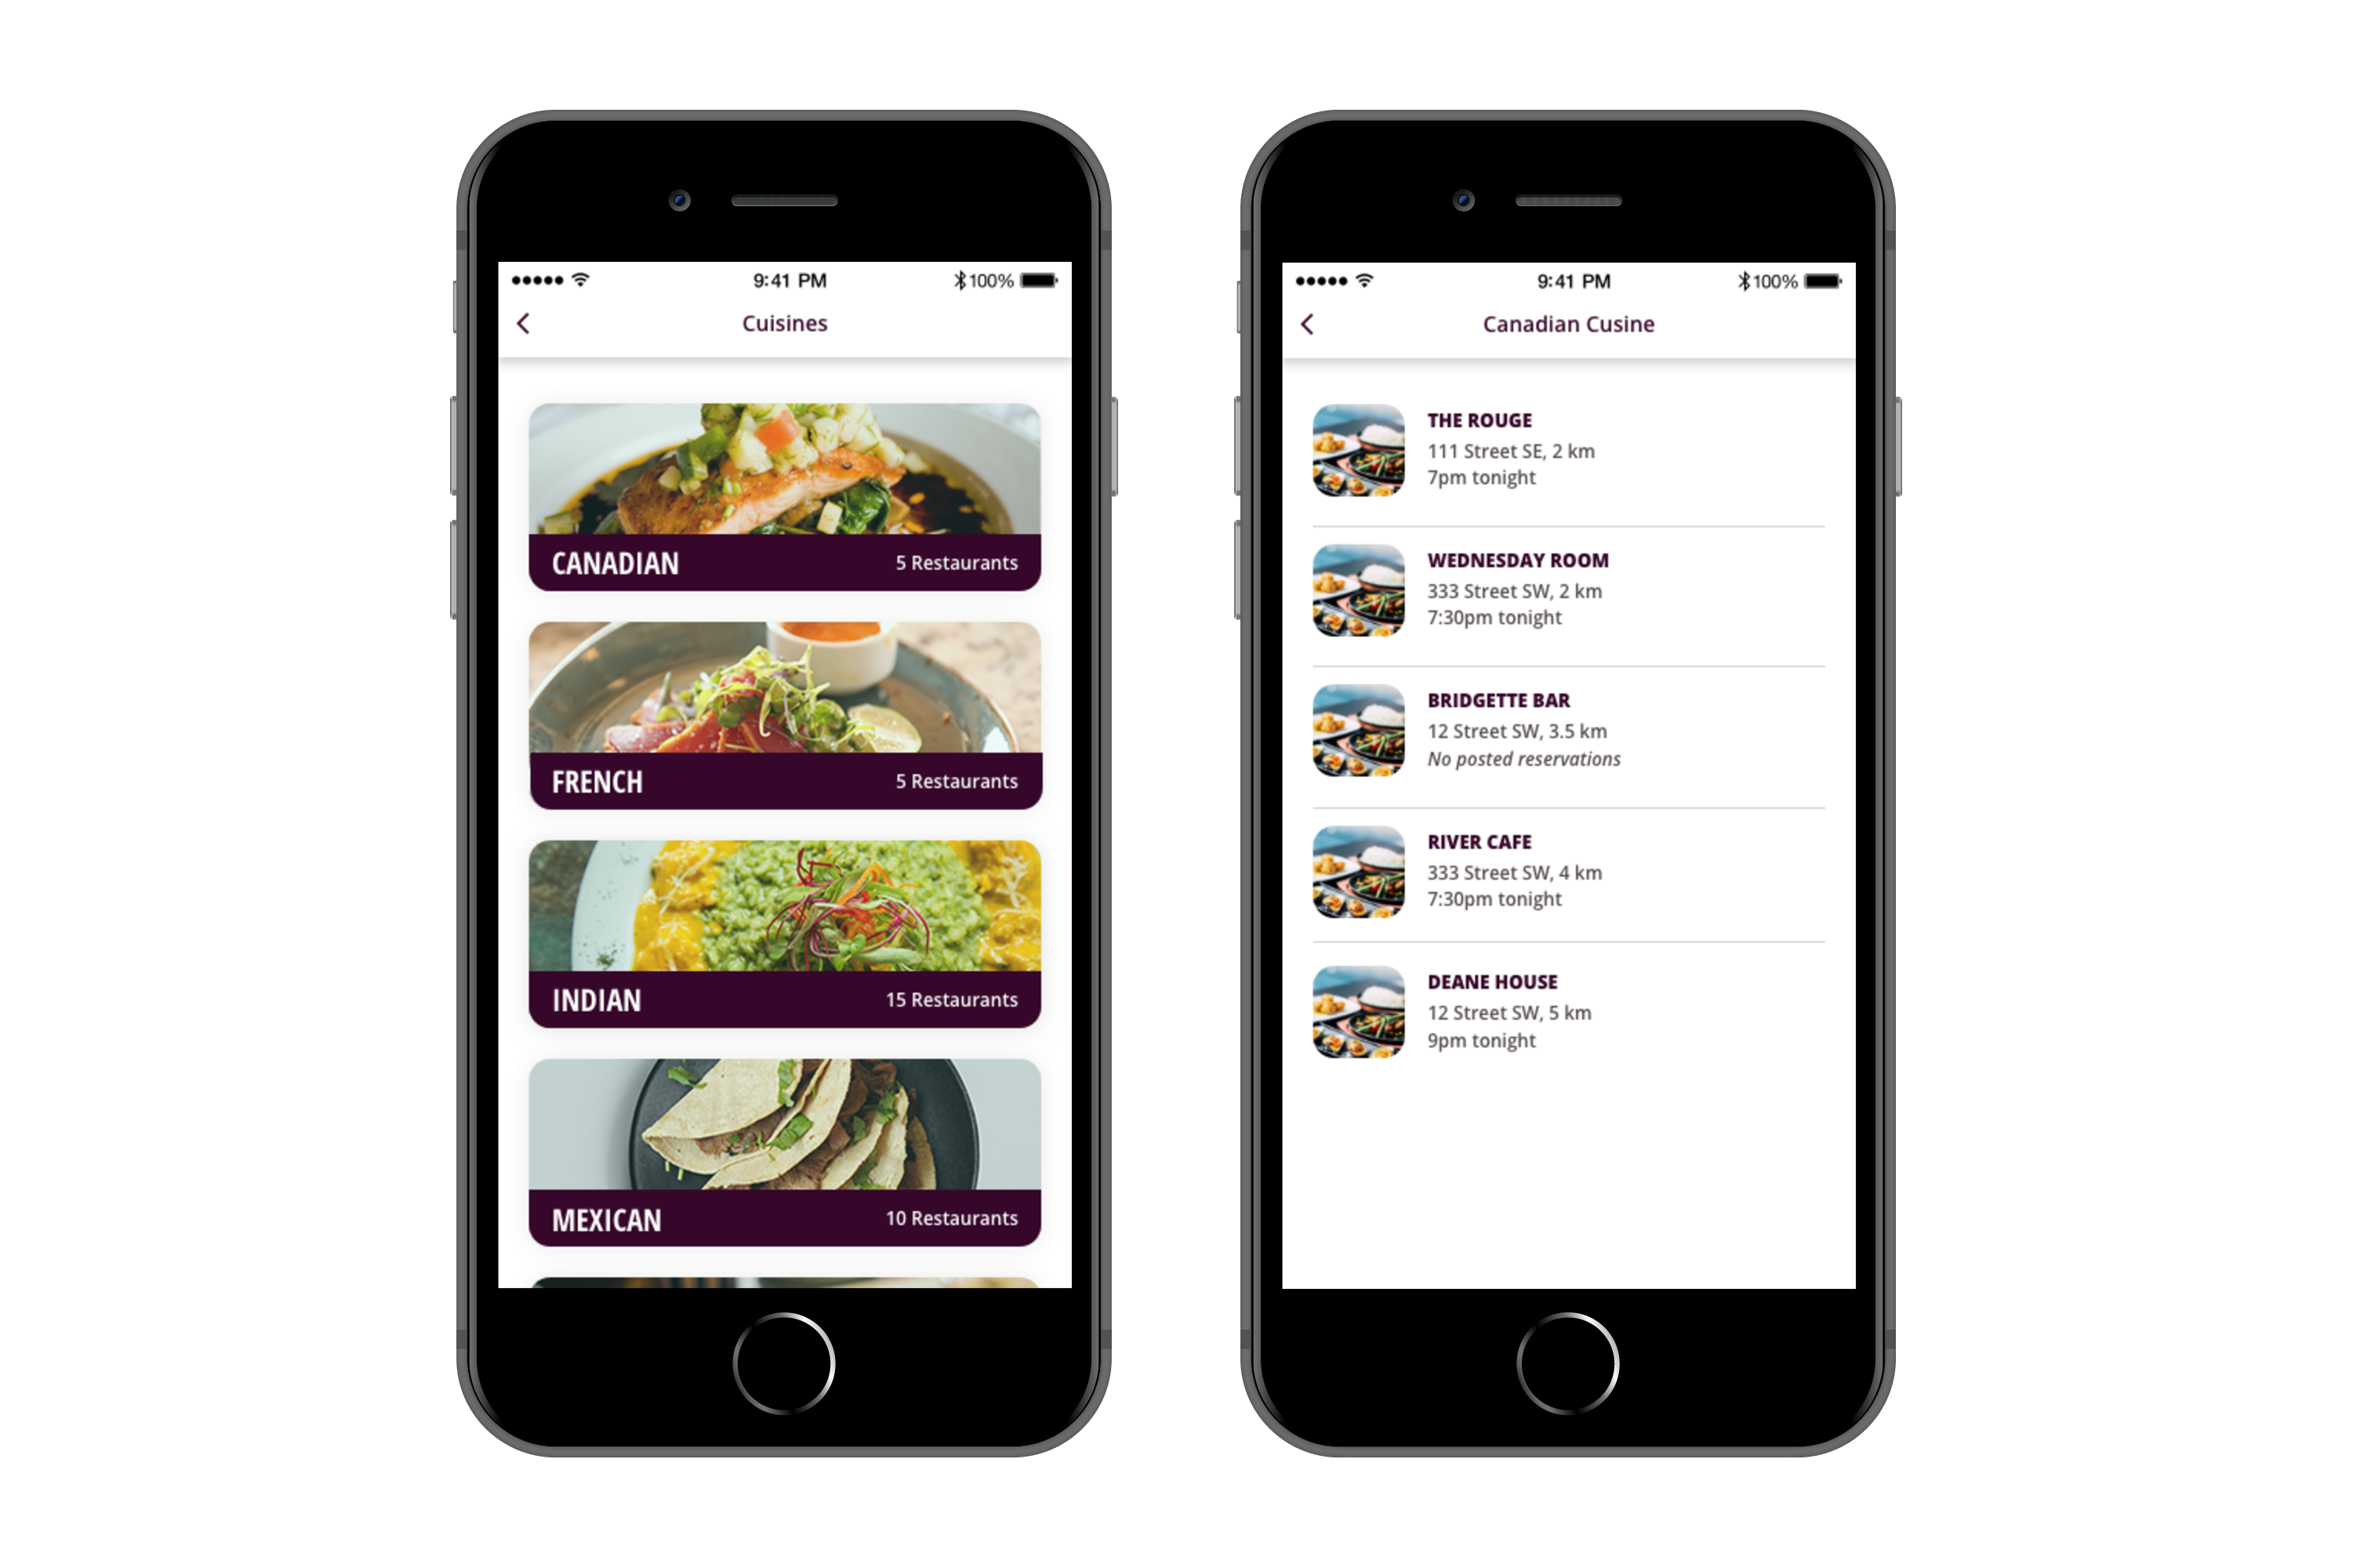 9:41 PM
100%
Cuisines
CANADIAN
5 Restaurants
FRENCH
5 Restaurants
INDIAN
15 Restaurants
MEXICAN
10 Restaurants
9:41 PM
100%
Canadian Cusine
THE ROUGE
111 Street SE, 2 km
7pm tonight
WEDNESDAY ROOM
333 Street SW, 2 km
7:30pm tonight
BRIDGETTE BAR
12 Street SW, 3.5 km
No posted reservations
RIVER CAFE
333 Street SW, 4 km
7:30pm tonight
DEANE HOUSE
12 Street SW, 5 km
9pm tonight